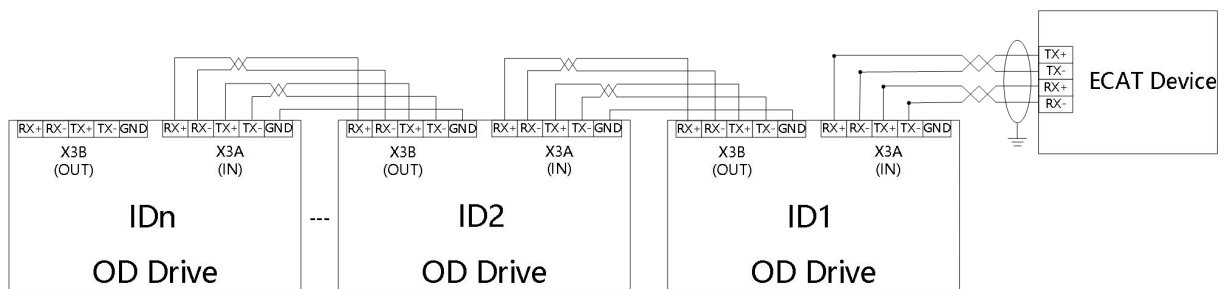 TX+
TX-
RX+
RX-
ECAT Device
RX+ RX- TX+ TX- GND
RX+ RX- TX+ TX- GND
RX+ RX- TX+ TX- GND
RX+ RX- TX+ TX- GND
RX+ RX- TX+ TX- GND
RX+ RX- TX+ TX- GND
X3B
(OUT)
X3A
(IN)
X3B
(OUT)
X3A
(IN)
X3B
(OUT)
X3A
(IN)
IDn
---
ID2
ID1
OD Drive
OD Drive
OD Drive